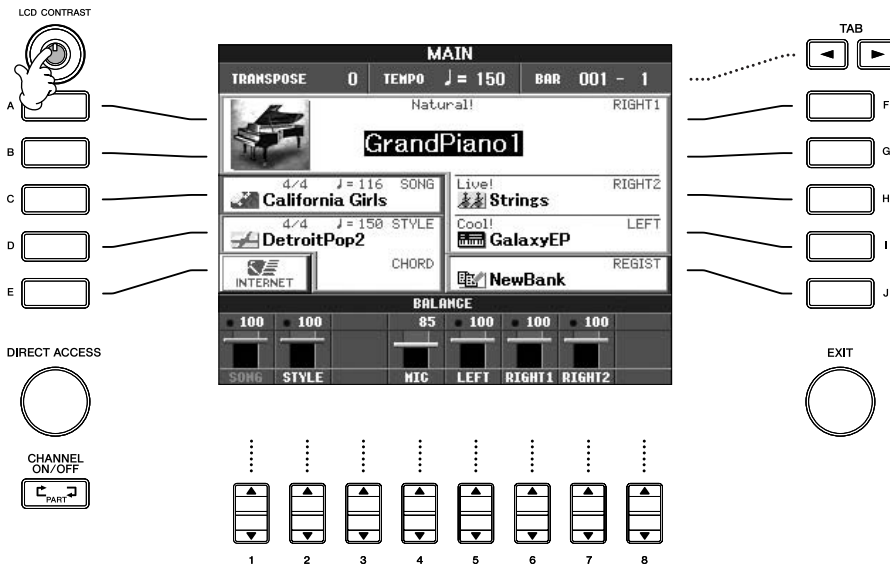 LCD CONTRAST
TAB
MAIN
TRANSPOSE 0 TEMPO ♩= 150 BAR 001 - 1
A
Natural! RIGHT1
F
GrandPiano1
B
G
4/4 ♩= 116 SONG
California Girls
Live! RIGHT2
Strings
C
H
4/4 ♩= 150 STYLE
DetroitPop2
Cool! LEFT
GalaxyEP
D
I
INTERNET
CHORD
REGIST
NewBank
E
J
BALANCE
100 100 85 100 100 100
SONG STYLE MIC LEFT RIGHT1 RIGHT2
DIRECT ACCESS
EXIT
CHANNEL
ON/OFF
PART
1 2 3 4 5 6 7 8